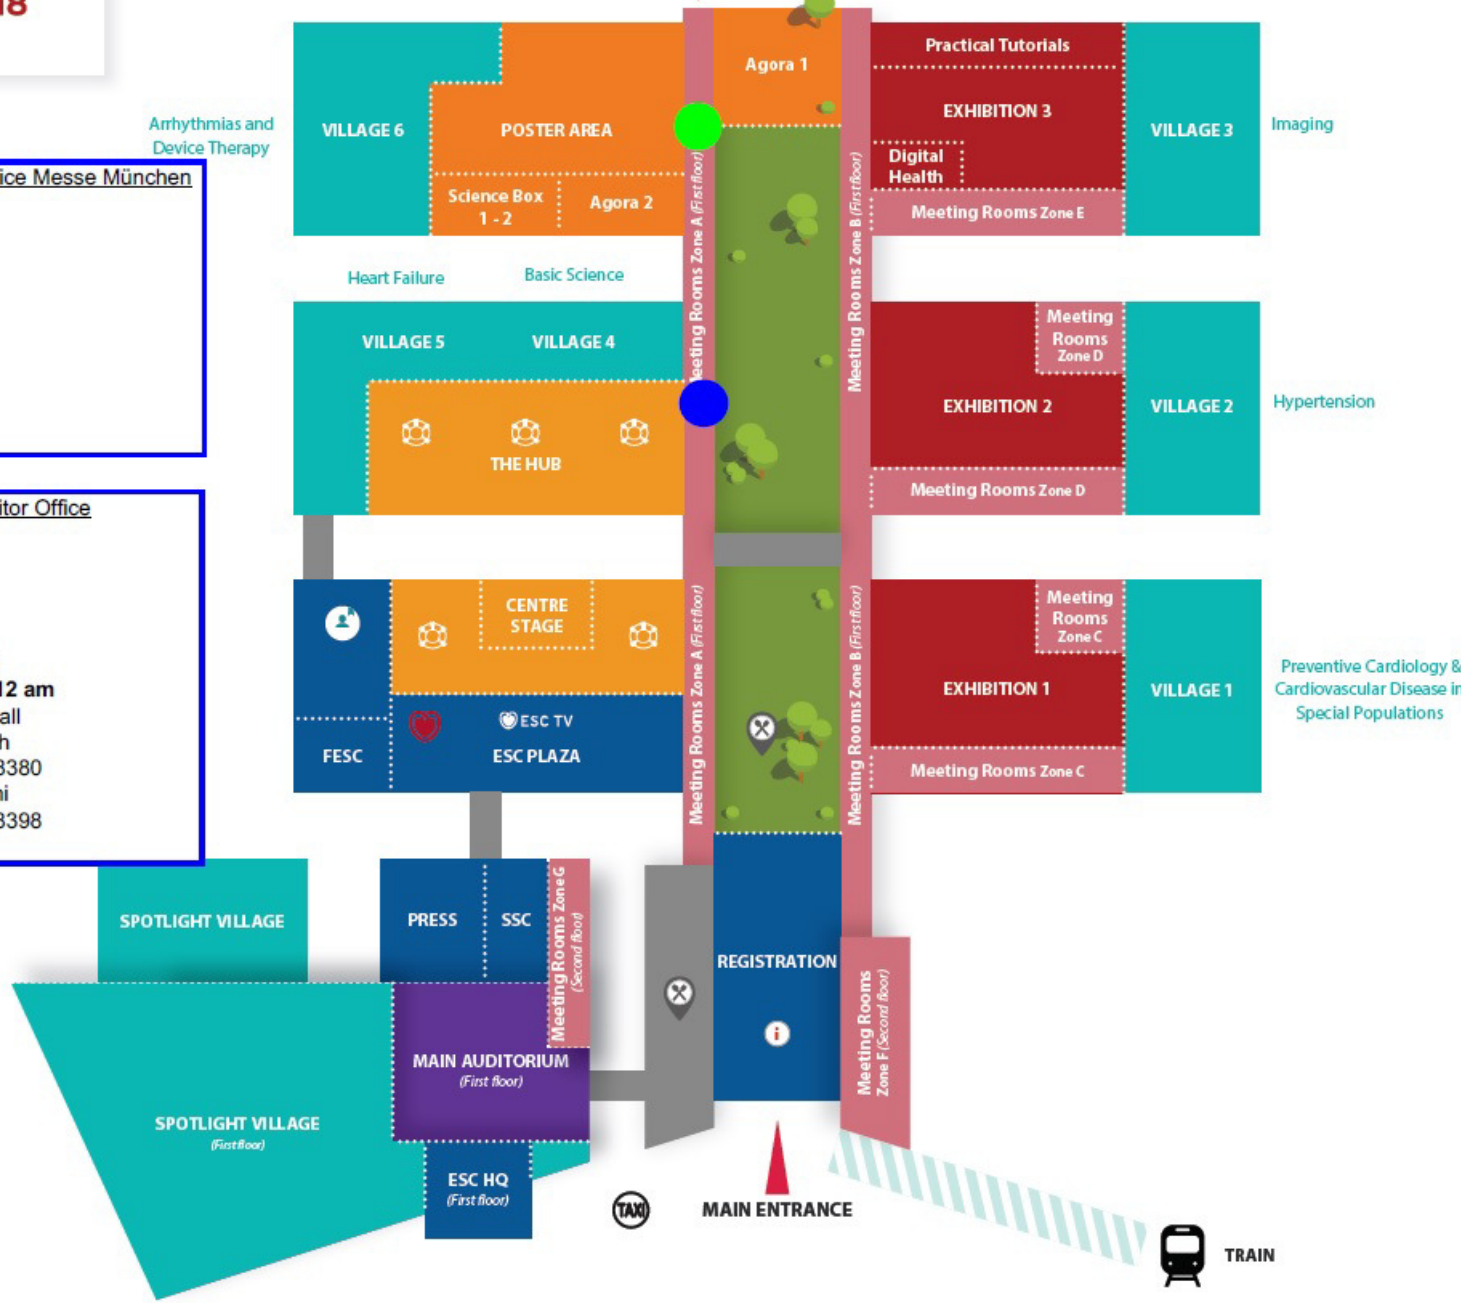 18
Agora 1
Practical Tutorials
Arrhythmias and
Device Therapy
VILLAGE 6
POSTER AREA
EXHIBITION 3
VILLAGE 3
Imaging
ice Messe München
Digital
Health
Science Box
1 - 2
Agora 2
Meeting Rooms Zone A (First floor)
Meeting Rooms Zone B (First floor)
Meeting Rooms Zone E
Heart Failure
Basic Science
VILLAGE 5
VILLAGE 4
Meeting
Rooms
Zone D
EXHIBITION 2
VILLAGE 2
Hypertension
THE HUB
Meeting Rooms Zone D
itor Office
CENTRE
STAGE
Meeting Rooms Zone A (First floor)
Meeting Rooms Zone B (First floor)
Meeting
Rooms
Zone C
12 am
all
h
3380
ni
3398
EXHIBITION 1
VILLAGE 1
Preventive Cardiology &
Cardiovascular Disease in
Special Populations
ESC TV
FESC
ESC PLAZA
Meeting Rooms Zone C
SPOTLIGHT VILLAGE
PRESS
SSC
Meeting Rooms Zone G
(Second floor)
REGISTRATION
i
Meeting Rooms
Zone F (Second floor)
MAIN AUDITORIUM
(First floor)
SPOTLIGHT VILLAGE
(First floor)
ESC HQ
(First floor)
TAXI
MAIN ENTRANCE
TRAIN